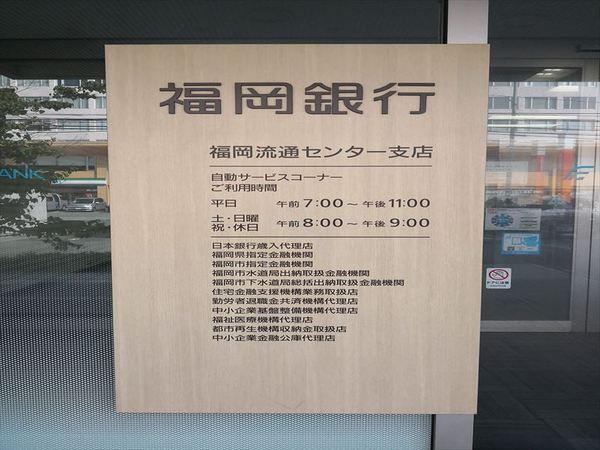 福岡銀行
福岡流通センター支店
自動サービスコーナー
ご利用時間
平日 午前7:00〜午後11:00
土・日曜
祝・休日 午前8:00〜午後9:00
日本銀行歳入代理店
福岡県指定金融機関
福岡市指定金融機関
福岡市水道局出納取扱金融機関
福岡市下水道局総括出納取扱金融機関
住宅金融支援機構業務取扱店
勤労者退職金共済機構代理店
中小企業基盤整備機構代理店
福祉医療機構代理店
都市再生機構収納金取扱店
中小企業金融公庫代理店
ANK
F
ドアに注意